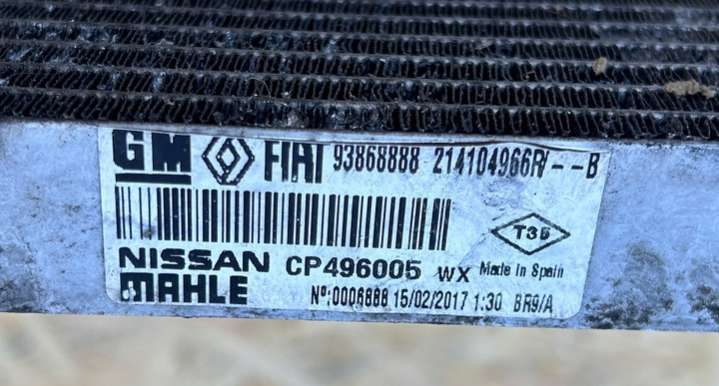 GM FIAT 93868888 214104966R/--B
T3B
NISSAN CP496005 WX Made in Spain
MAHLE Nº:0006888 15/02/2017 1:30 BR9/A